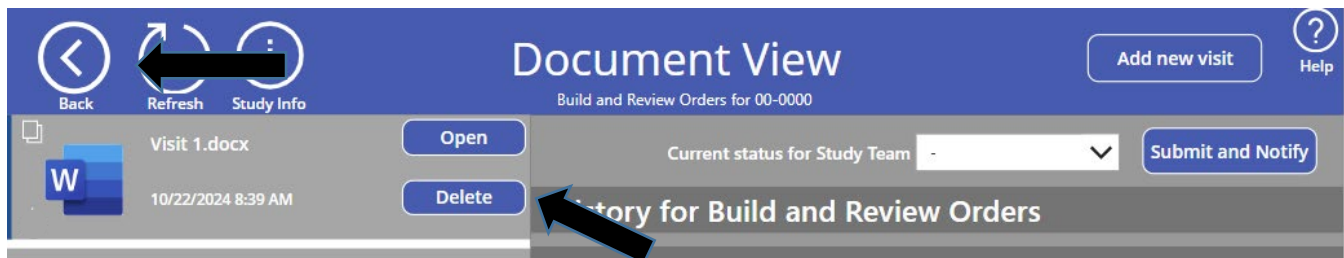 Document View
Add new visit
Help
Back
Refresh
Study Info
Build and Review Orders for 00-0000
Visit 1.docx
Open
Current status for Study Team
-
Submit and Notify
W
10/22/2024 8:39 AM
Delete
for Build and Review Orders